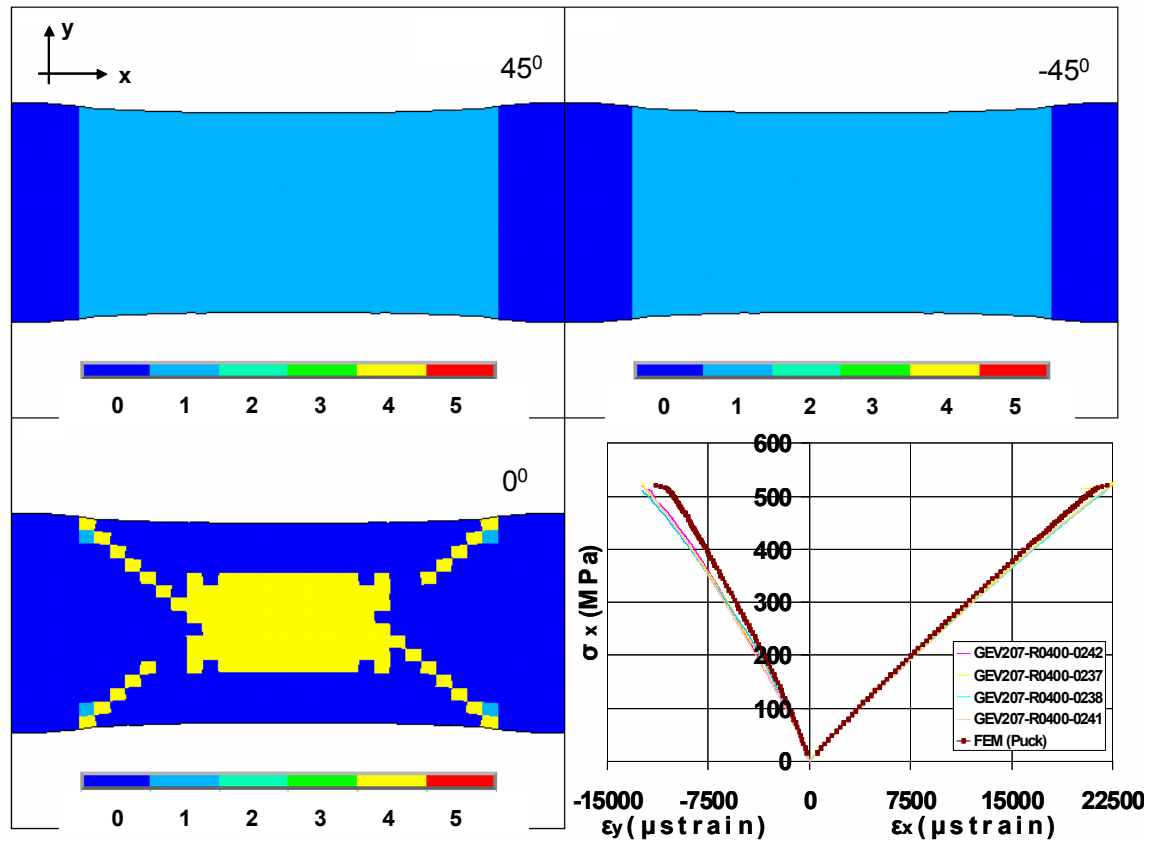 y
x
45⁰
-45⁰
0 1 2 3 4 5
0 1 2 3 4 5
0⁰
0 1 2 3 4 5
600
500
400
300
200
100
0
σ x (MPa)
GEV207-R0400-0242
GEV207-R0400-0237
GEV207-R0400-0238
GEV207-R0400-0241
FEM (Puck)
-15000 -7500 0 7500 15000 22500
εy (μstrain) εx (μstrain)